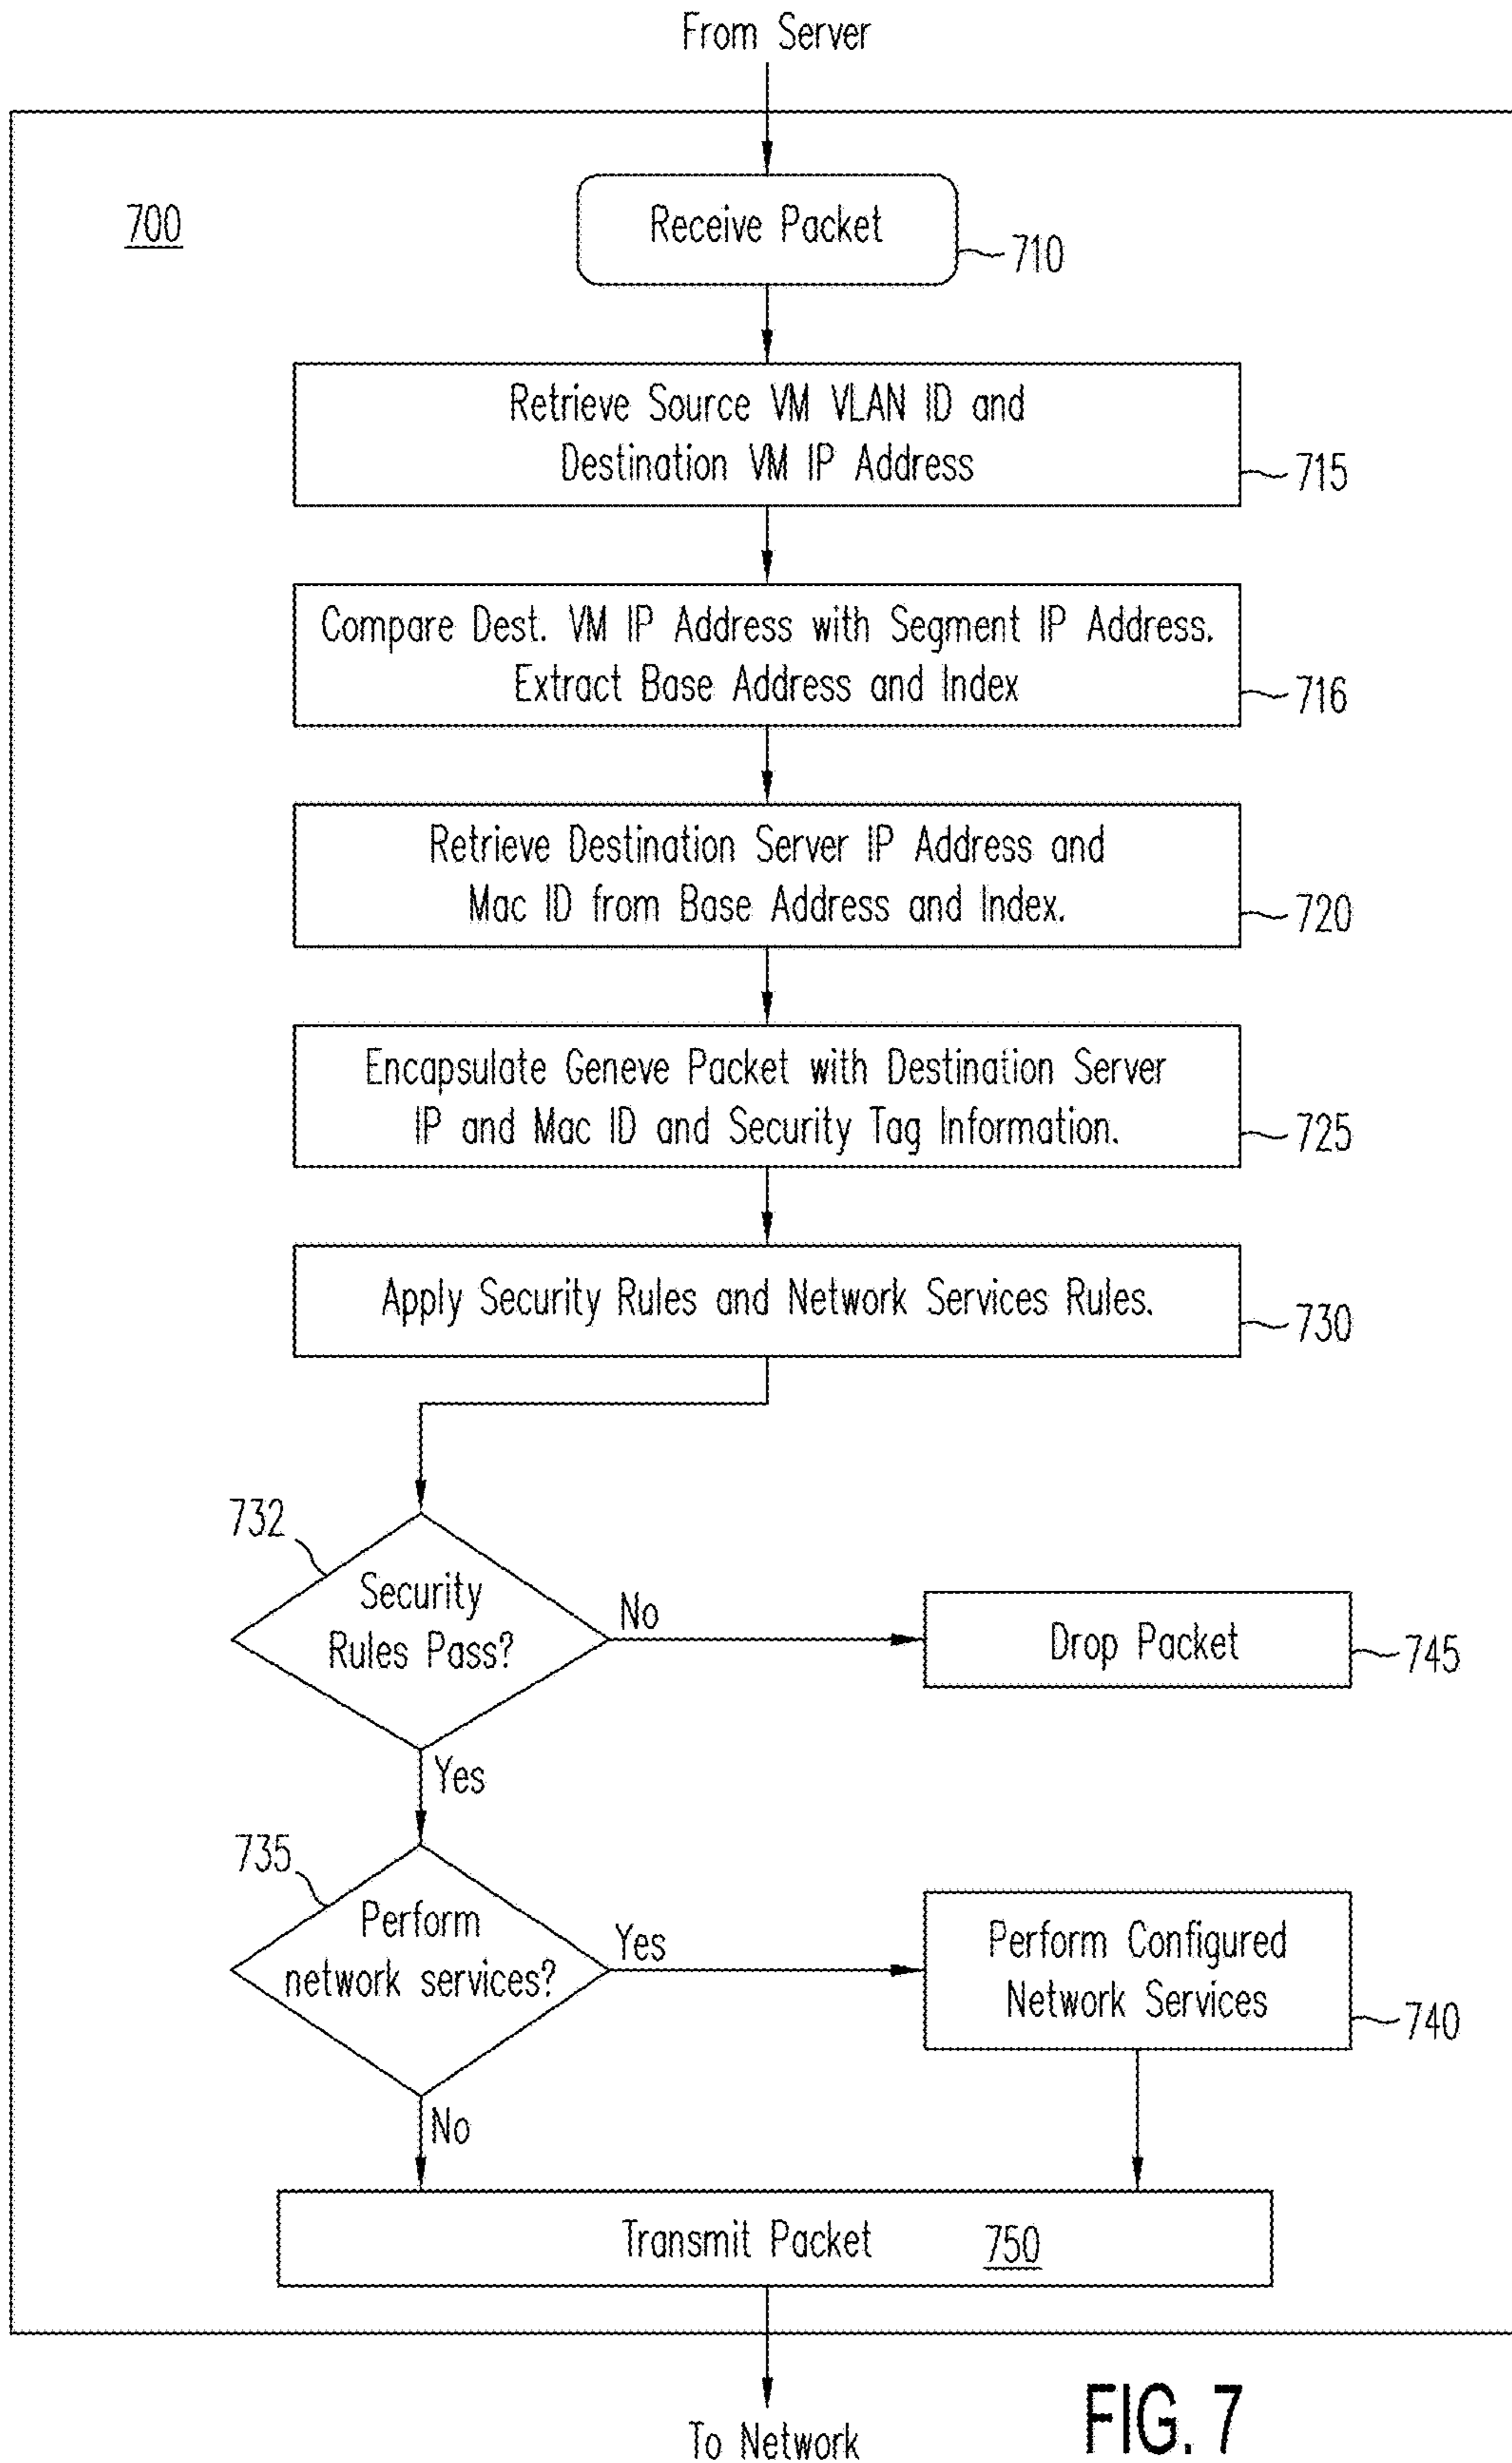 From Server
700
Receive Packet
710
Retrieve Source VM VLAN ID and
Destination VM IP Address
715
Compare Dest. VM IP Address with Segment IP Address.
Extract Base Address and Index
716
Retrieve Destination Server IP Address and
Mac ID from Base Address and Index.
720
Encapsulate Geneve Packet with Destination Server
IP and Mac ID and Security Tag Information.
725
Apply Security Rules and Network Services Rules.
730
732
Security
Rules Pass?
No
Drop Packet
745
Yes
735
Perform
network services?
Yes
Perform Configured
Network Services
740
No
Transmit Packet 750
To Network
FIG. 7